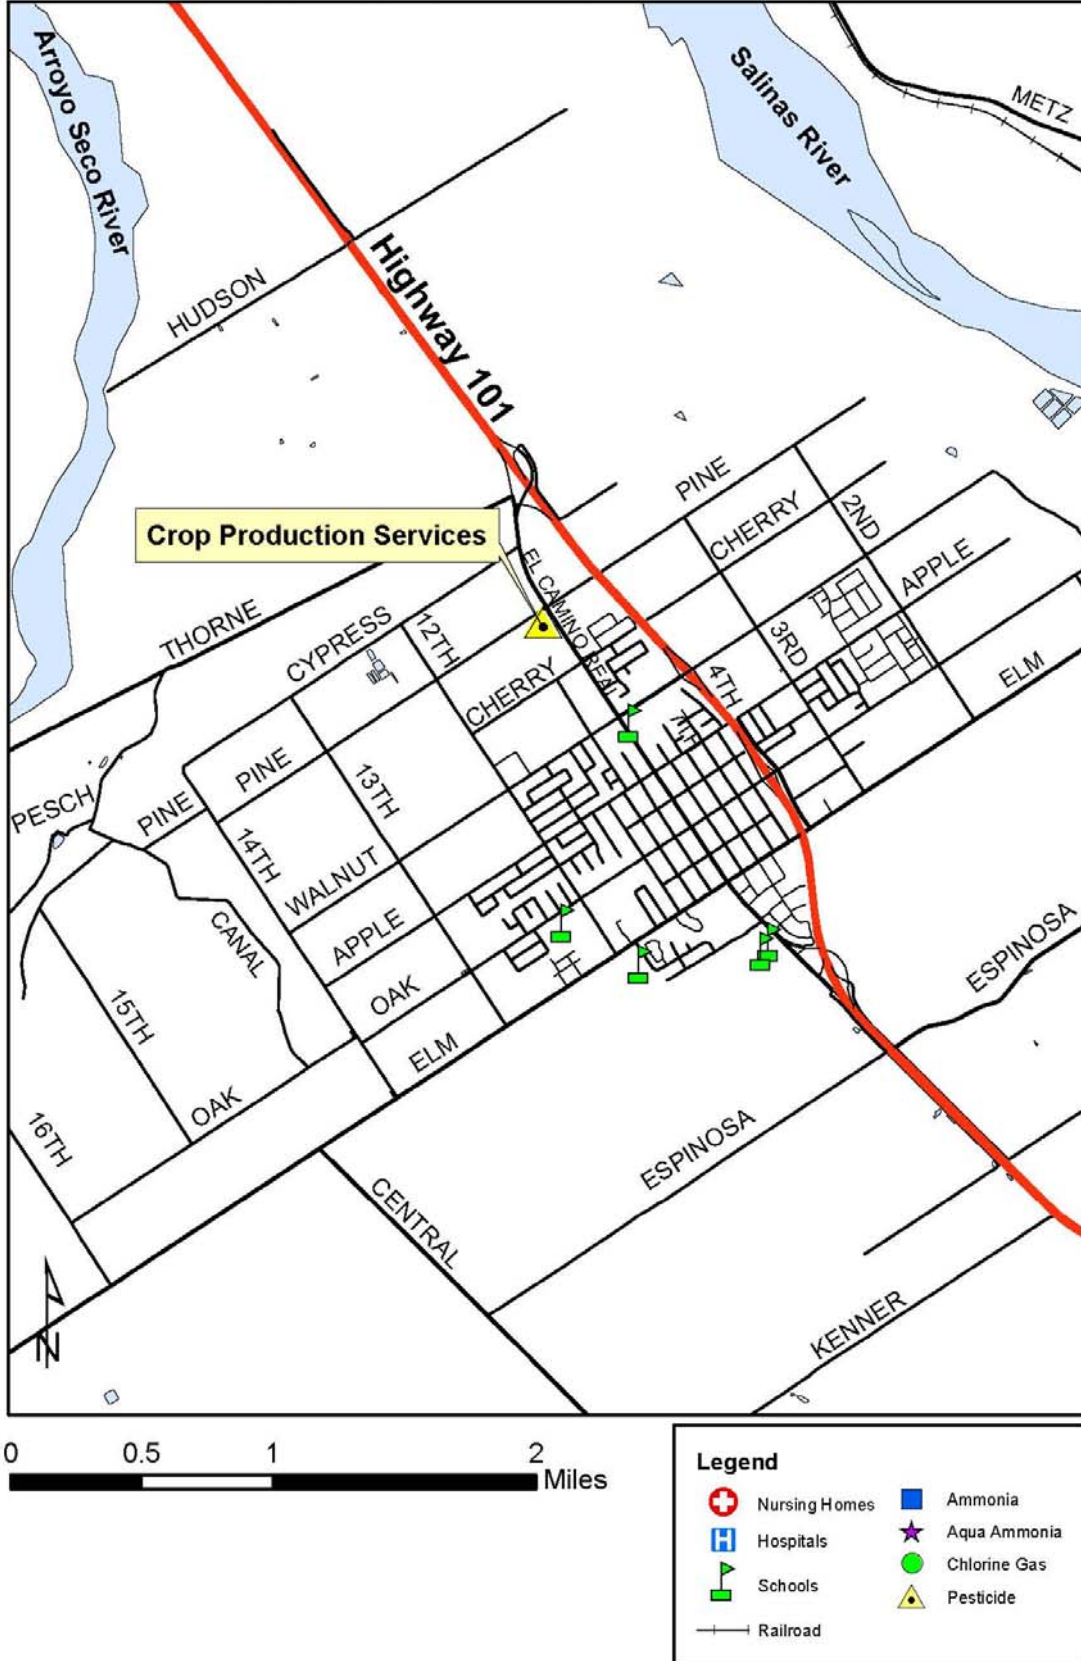 Arroyo Seco River
Salinas River
METZ
HUDSON
Highway 101
PINE
CHERRY
2ND
Crop Production Services
EL CAMINO REAL
APPLE
THORNE
CYPRESS
12TH
3RD
ELM
CHERRY
4TH
7TH
PINE
13TH
PESCH
PINE
14TH
WALNUT
APPLE
CANAL
OAK
ESPINOSA
15TH
ELM
OAK
16TH
ESPINOSA
CENTRAL
KENNER
N
0 0.5 1 2
Miles
Legend
Nursing Homes
Hospitals
Schools
Railroad
Ammonia
Aqua Ammonia
Chlorine Gas
Pesticide